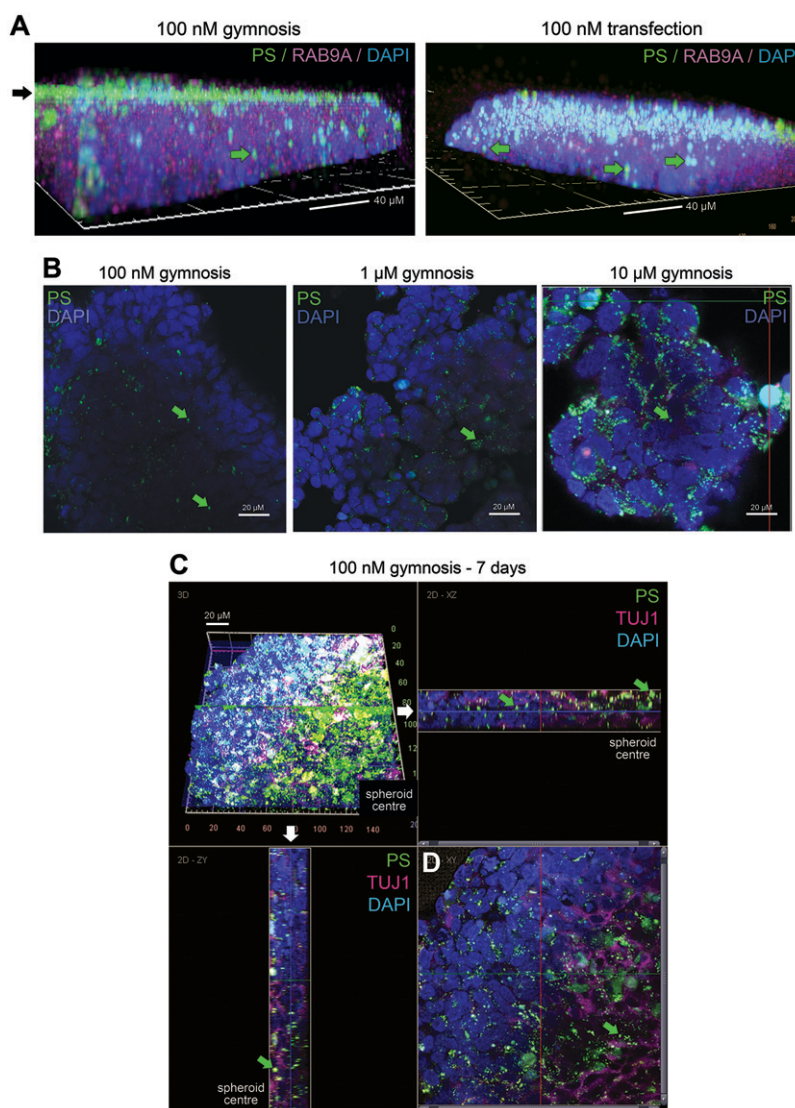 A
100 nM gymnosis
100 nM transfection
PS / RAB9A / DAPI
PS / RAB9A / DAPI
40 µM
40 µM
B
100 nM gymnosis
1 µM gymnosis
10 µM gymnosis
PS
DAPI
PS
DAPI
PS
DAPI
20 µM
20 µM
20 µM
C
100 nM gymnosis - 7 days
3D
20 µM
0
20
40
60
80
100
spheroid
centre
0 20 40 60 80 100 120 140
2D - XZ
PS
TUJ1
DAPI
spheroid
centre
2D - ZY
PS
TUJ1
DAPI
spheroid
centre
D
XY